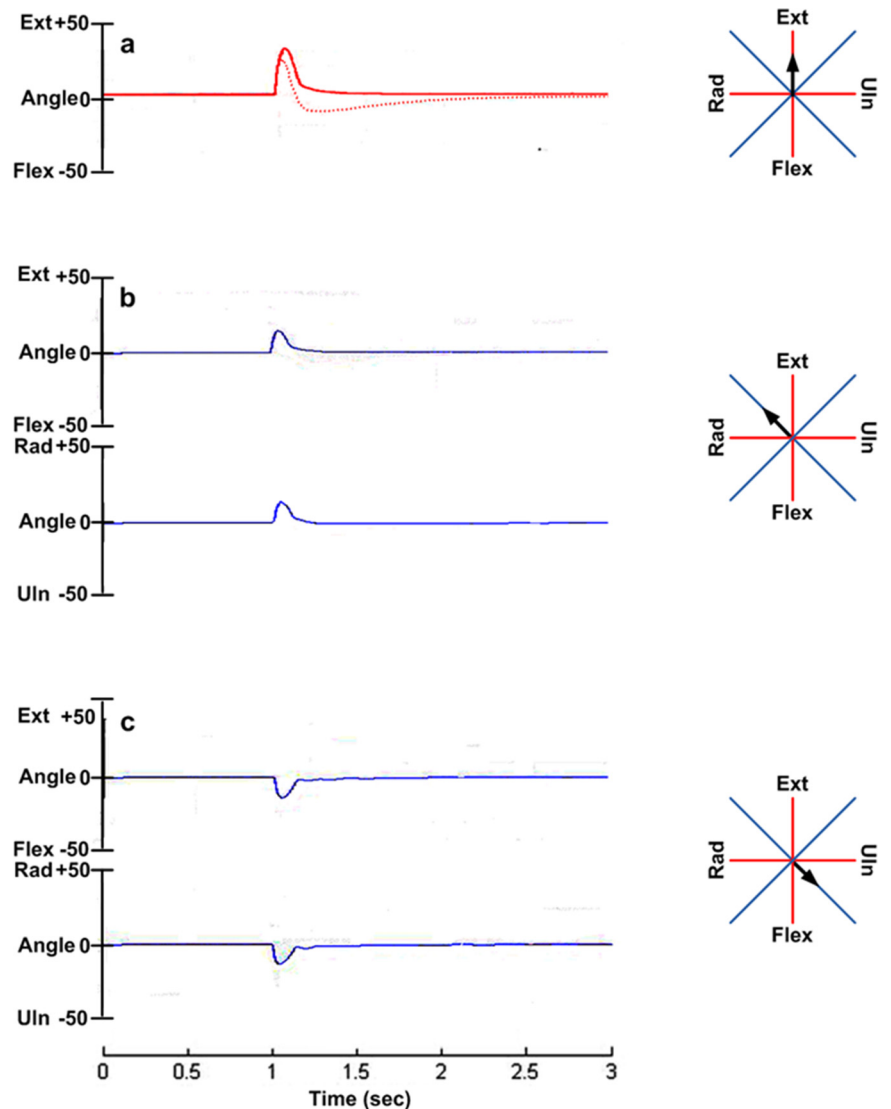 Ext +50
a
Angle 0
Flex -50
Ext
Rad
Uln
Flex
Ext +50
b
Angle 0
Flex -50
Rad +50
Angle 0
Uln -50
Ext
Rad
Uln
Flex
Ext +50
c
Angle 0
Flex -50
Rad +50
Angle 0
Uln -50
Ext
Rad
Uln
Flex
0 0.5 1 1.5 2 2.5 3
Time (sec)